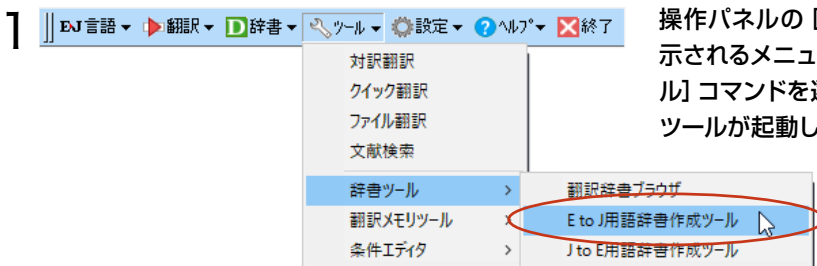 1
EJ 言語 翻訳 D 辞書 ツール 設定 ? ヘルプ 終了
操作パネルの [
示されるメニュ
ル] コマンドを
ツールが起動し
対訳翻訳
クイック翻訳
ファイル翻訳
文献検索
辞書ツール >
翻訳メモリツール >
条件エディタ >
翻訳辞書ブラウザ
E to J用語辞書作成ツール
J to E用語辞書作成ツール